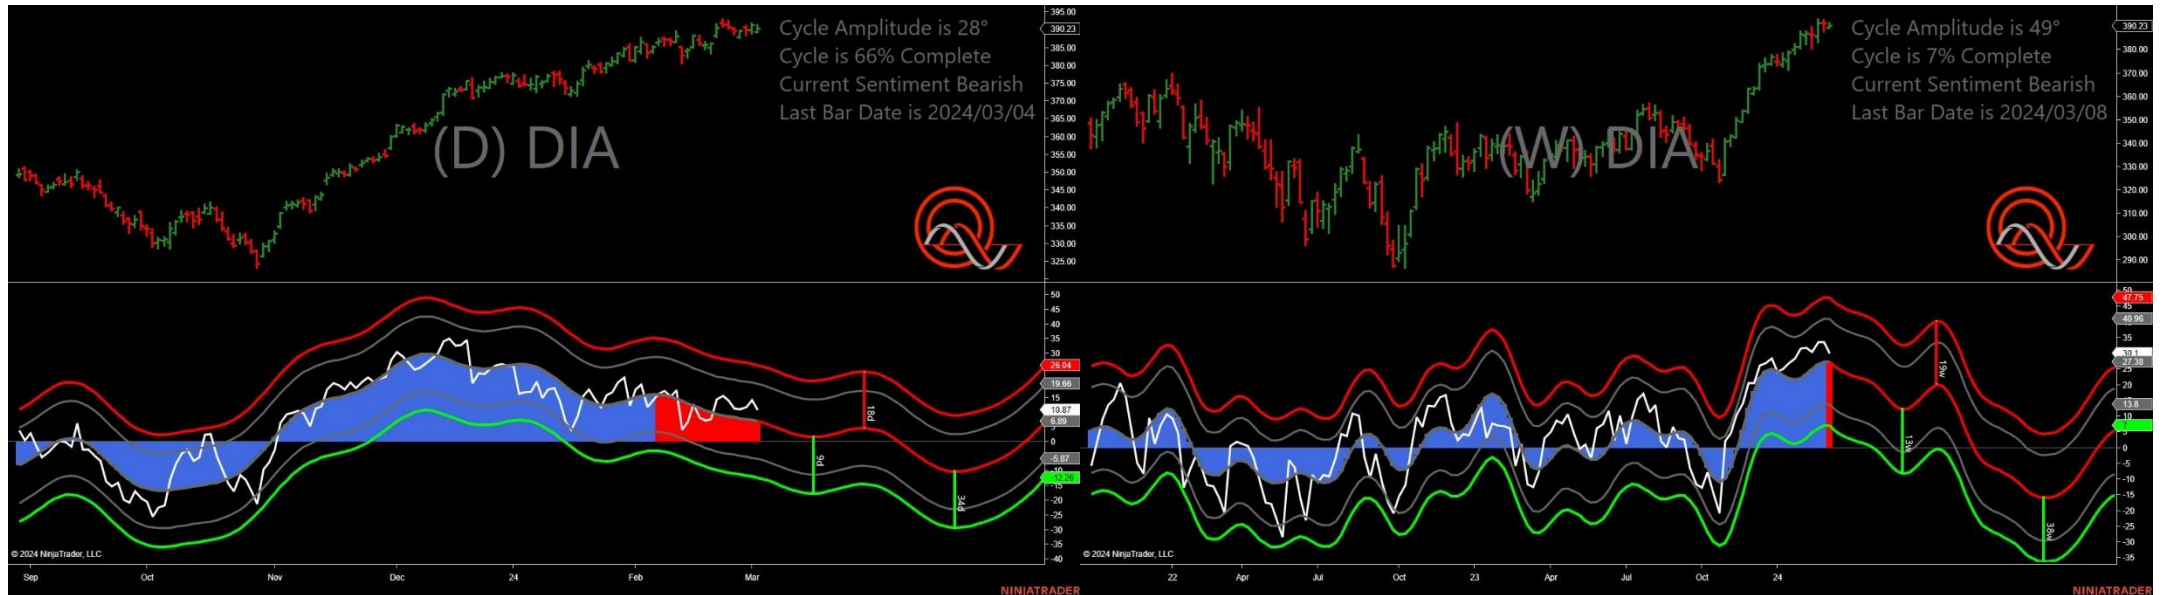 Cycle Amplitude is 28°
Cycle is 66% Complete
Current Sentiment Bearish
Last Bar Date is 2024/03/04
(D) DIA
395.00
390.23
385.00
380.00
375.00
370.00
365.00
360.00
355.00
350.00
345.00
340.00
335.00
330.00
325.00
50
45
40
35
30
26.04
19.66
15
10.87
6.89
0
-5.87
-12.26
-15
-20
-25
-30
-35
-40
18d
9d
34d
© 2024 NinjaTrader, LLC
Sep Oct Nov Dec 24 Feb Mar
NINJATRADER
Cycle Amplitude is 49°
Cycle is 7% Complete
Current Sentiment Bearish
Last Bar Date is 2024/03/08
(W) DIA
390.23
380.00
370.00
360.00
350.00
340.00
330.00
320.00
310.00
300.00
290.00
47.75
45
40.96
35
30.1
27.38
20
13.8
10
7
0
-5
-10
-15
-20
-25
-30
-35
19w
13w
38w
© 2024 NinjaTrader, LLC
22 Apr Jul Oct 23 Apr Jul Oct 24
NINJATRADER